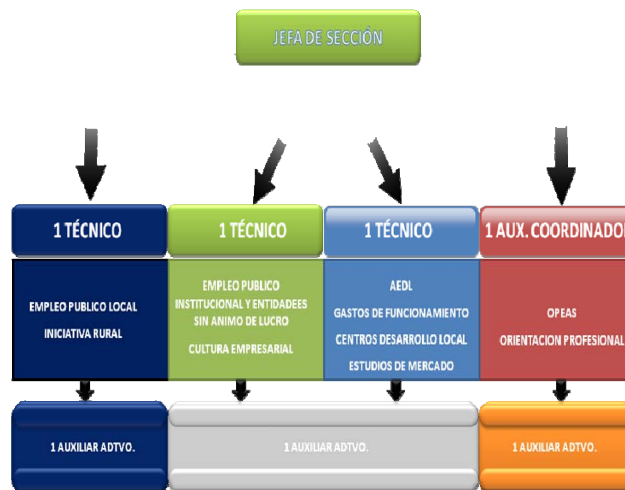 JEFA DE SECCIÓN
1 TÉCNICO
1 TÉCNICO
1 TÉCNICO
1 AUX. COORDINADOR
EMPLEO PUBLICO LOCAL
INICIATIVA RURAL
EMPLEO PUBLICO
INSTITUCIONAL Y ENTIDADEES
SIN ANIMO DE LUCRO
CULTURA EMPRESARIAL
AEDL
GASTOS DE FUNCIONAMIENTO
CENTROS DESARROLLO LOCAL
ESTUDIOS DE MERCADO
OPEAS
ORIENTACION PROFESIONAL
1 AUXILIAR ADTVO.
1 AUXILIAR ADTVO.
1 AUXILIAR ADTVO.